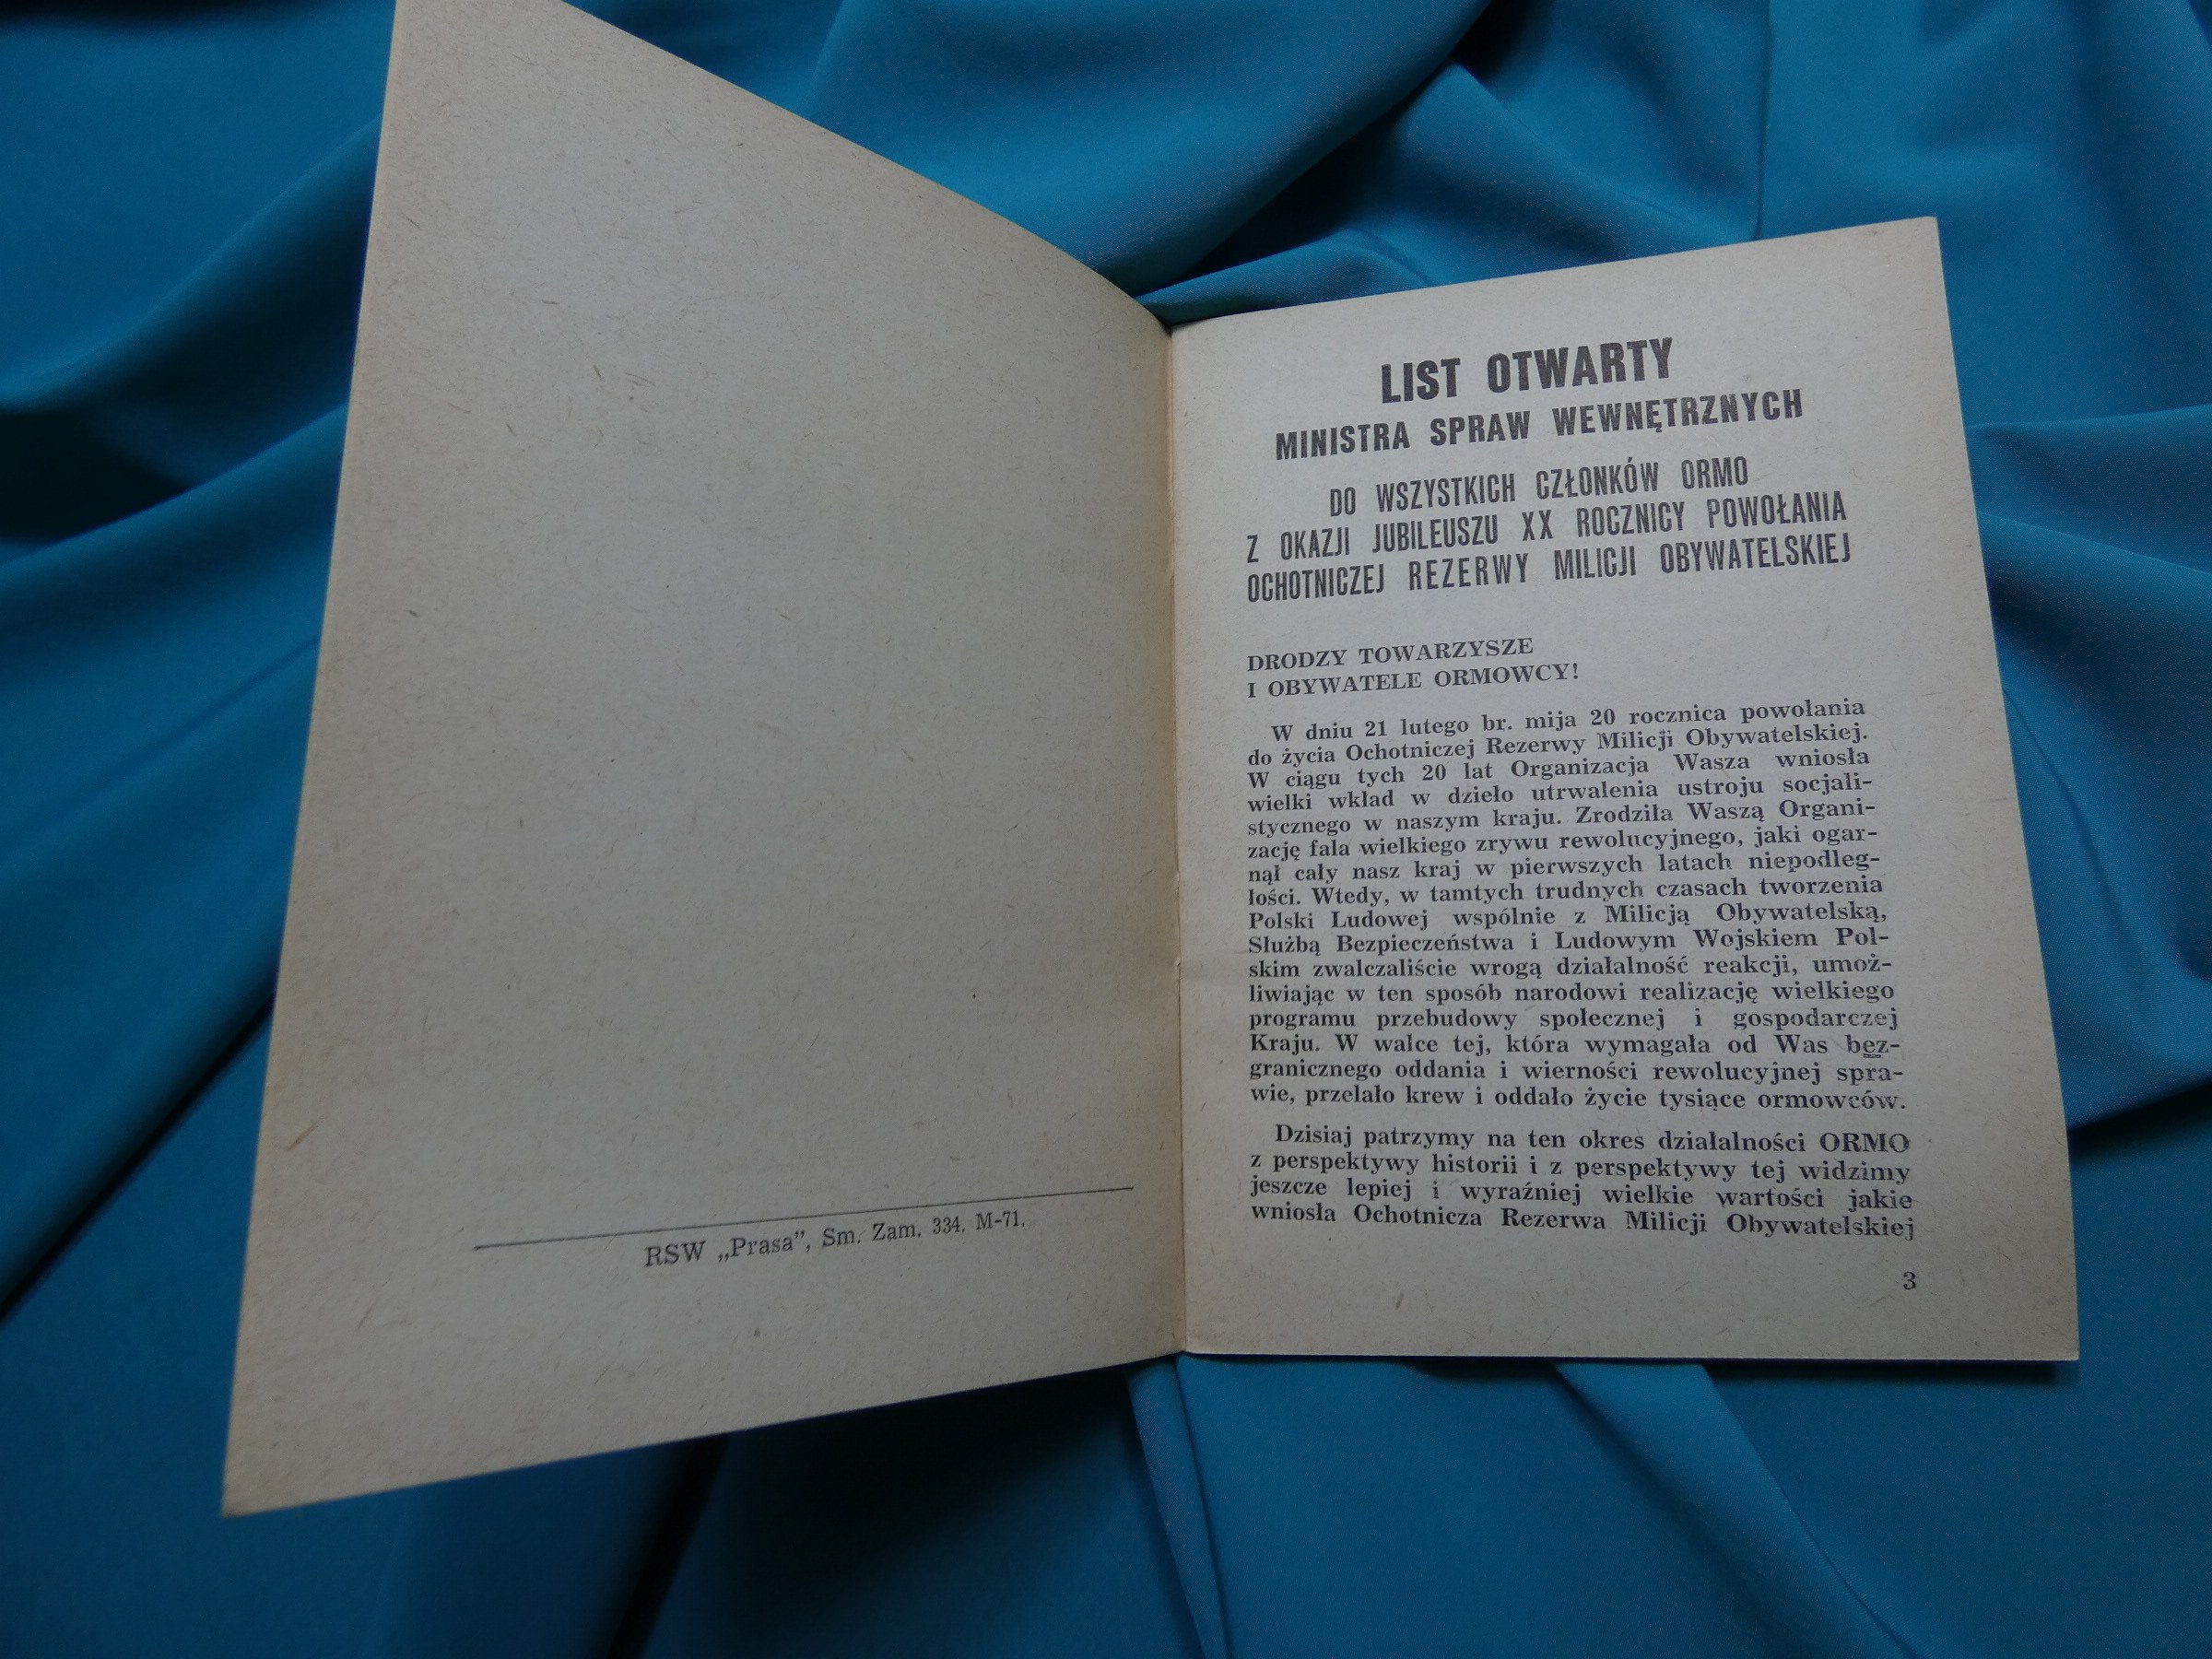 RSW „Prasa”, Sm. Zam. 334. M-71.
LIST OTWARTY
MINISTRA SPRAW WEWNĘTRZNYCH
DO WSZYSTKICH CZŁONKÓW ORMO
Z OKAZJI JUBILEUSZU XX ROCZNICY POWOŁANIA
OCHOTNICZEJ REZERWY MILICJI OBYWATELSKIEJ
DRODZY TOWARZYSZE
I OBYWATELE ORMOWCY!
W dniu 21 lutego br. mija 20 rocznica powołania
do życia Ochotniczej Rezerwy Milicji Obywatelskiej.
W ciągu tych 20 lat Organizacja Wasza wniosła
wielki wkład w dzieło utrwalenia ustroju socjali-
stycznego w naszym kraju. Zrodziła Waszą Organi-
zację fala wielkiego zrywu rewolucyjnego, jaki ogar-
nął cały nasz kraj w pierwszych latach niepodleg-
łości. Wtedy, w tamtych trudnych czasach tworzenia
Polski Ludowej wspólnie z Milicją Obywatelską,
Służbą Bezpieczeństwa i Ludowym Wojskiem Pol-
skim zwalczaliście wrogą działalność reakcji, umoż-
liwiając w ten sposób narodowi realizację wielkiego
programu przebudowy społecznej i gospodarczej
Kraju. W walce tej, która wymagała od Was bez-
granicznego oddania i wierności rewolucyjnej spra-
wie, przelało krew i oddało życie tysiące ormowców.
Dzisiaj patrzymy na ten okres działalności ORMO
z perspektywy historii i z perspektywy tej widzimy
jeszcze lepiej i wyraźniej wielkie wartości jakie
wniosła Ochotnicza Rezerwa Milicji Obywatelskiej
3